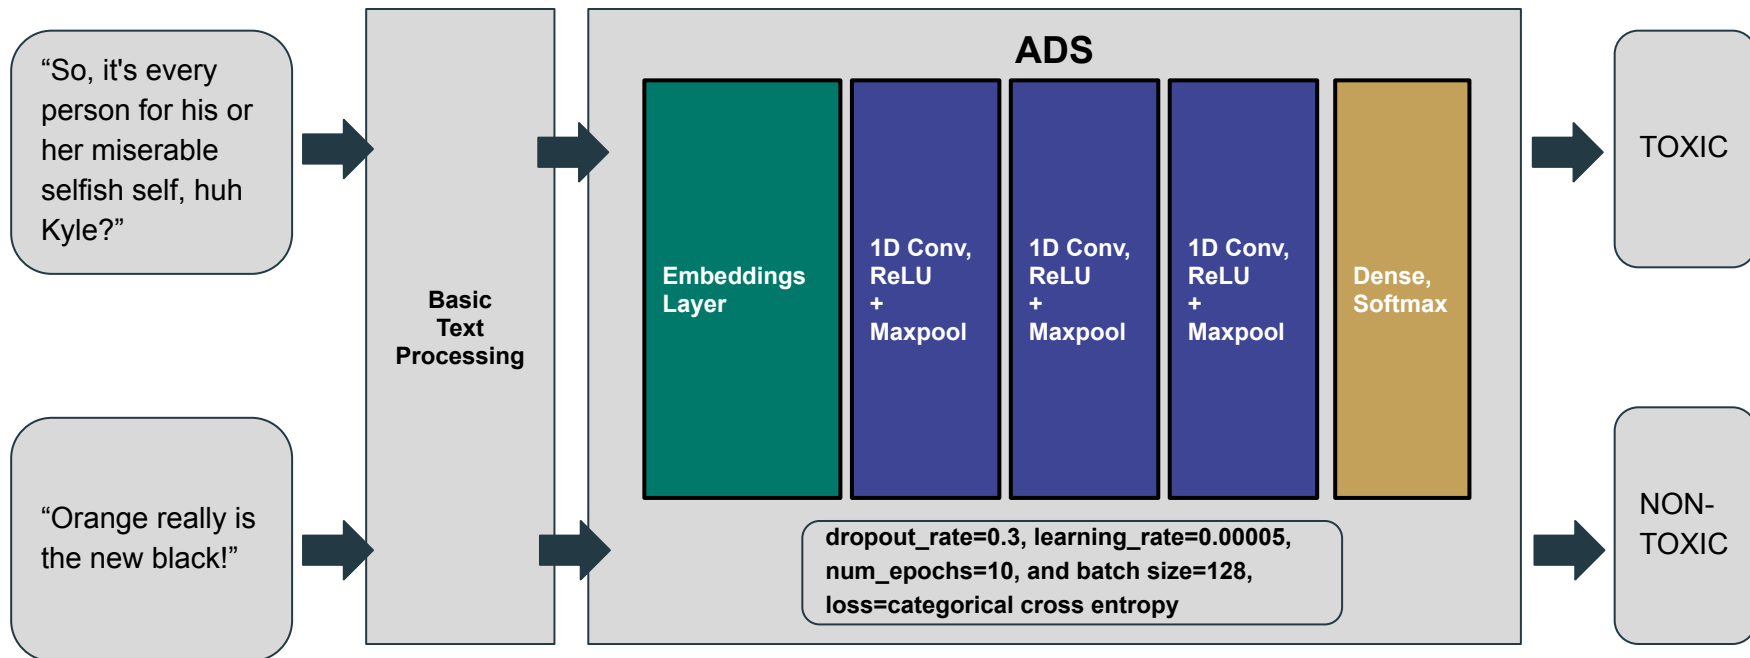 “So, it's every
person for his or
her miserable
selfish self, huh
Kyle?”
“Orange really is
the new black!”
Basic
Text
Processing
ADS
Embeddings
Layer
1D Conv,
ReLU
+
Maxpool
1D Conv,
ReLU
+
Maxpool
1D Conv,
ReLU
+
Maxpool
Dense,
Softmax
dropout_rate=0.3, learning_rate=0.00005,
num_epochs=10, and batch size=128,
loss=categorical cross entropy
TOXIC
NON-
TOXIC